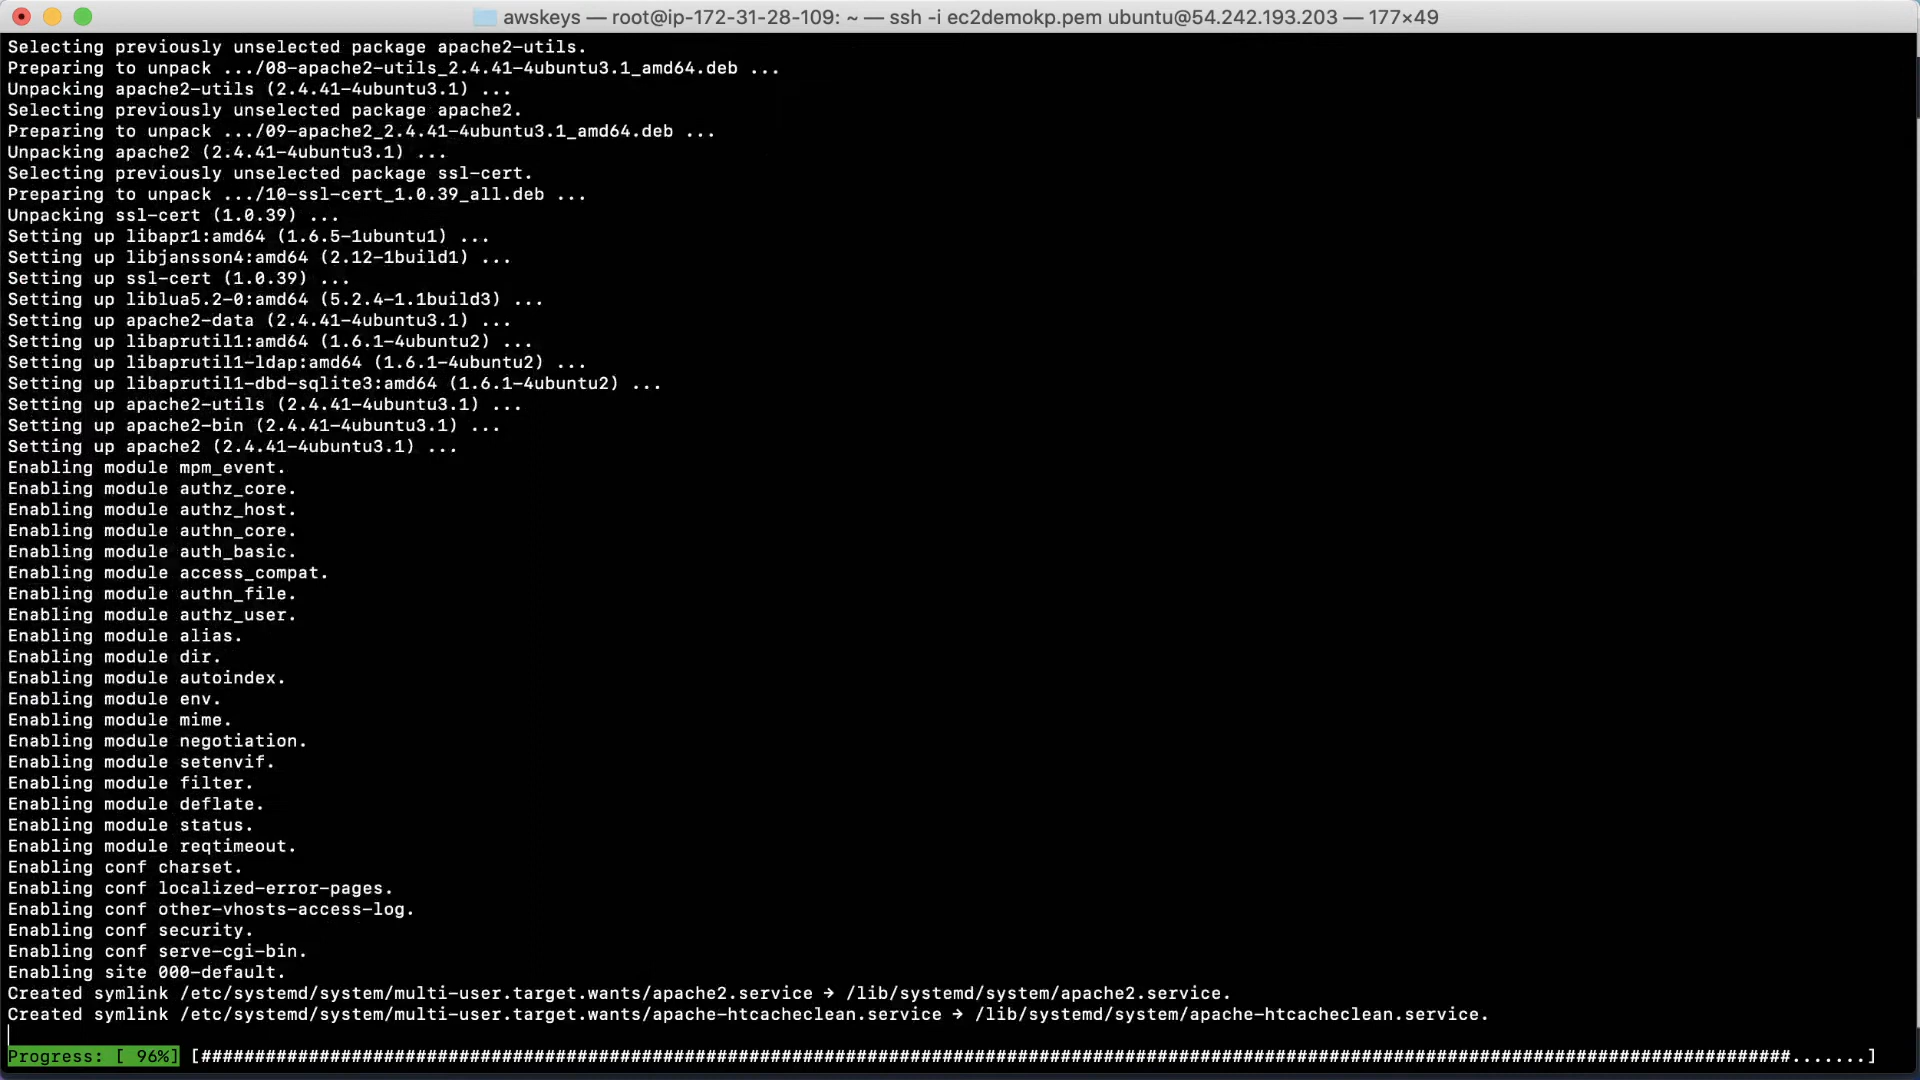 awskeys — root@ip-172-31-28-109: ~ — ssh -i ec2demokp.pem ubuntu@54.242.193.203 — 177×49
Selecting previously unselected package apache2-utils.
Preparing to unpack .../08-apache2-utils_2.4.41-4ubuntu3.1_amd64.deb ...
Unpacking apache2-utils (2.4.41-4ubuntu3.1) ...
Selecting previously unselected package apache2.
Preparing to unpack .../09-apache2_2.4.41-4ubuntu3.1_amd64.deb ...
Unpacking apache2 (2.4.41-4ubuntu3.1) ...
Selecting previously unselected package ssl-cert.
Preparing to unpack .../10-ssl-cert_1.0.39_all.deb ...
Unpacking ssl-cert (1.0.39) ...
Setting up libapr1:amd64 (1.6.5-1ubuntu1) ...
Setting up libjansson4:amd64 (2.12-1build1) ...
Setting up ssl-cert (1.0.39) ...
Setting up liblua5.2-0:amd64 (5.2.4-1.1build3) ...
Setting up apache2-data (2.4.41-4ubuntu3.1) ...
Setting up libaprutil1:amd64 (1.6.1-4ubuntu2) ...
Setting up libaprutil1-ldap:amd64 (1.6.1-4ubuntu2) ...
Setting up libaprutil1-dbd-sqlite3:amd64 (1.6.1-4ubuntu2) ...
Setting up apache2-utils (2.4.41-4ubuntu3.1) ...
Setting up apache2-bin (2.4.41-4ubuntu3.1) ...
Setting up apache2 (2.4.41-4ubuntu3.1) ...
Enabling module mpm_event.
Enabling module authz_core.
Enabling module authz_host.
Enabling module authn_core.
Enabling module auth_basic.
Enabling module access_compat.
Enabling module authn_file.
Enabling module authz_user.
Enabling module alias.
Enabling module dir.
Enabling module autoindex.
Enabling module env.
Enabling module mime.
Enabling module negotiation.
Enabling module setenvif.
Enabling module filter.
Enabling module deflate.
Enabling module status.
Enabling module reqtimeout.
Enabling conf charset.
Enabling conf localized-error-pages.
Enabling conf other-vhosts-access-log.
Enabling conf security.
Enabling conf serve-cgi-bin.
Enabling site 000-default.
Created symlink /etc/systemd/system/multi-user.target.wants/apache2.service → /lib/systemd/system/apache2.service.
Created symlink /etc/systemd/system/multi-user.target.wants/apache-htcacheclean.service → /lib/systemd/system/apache-htcacheclean.service.
Progress: [ 96%] [####################################################################################################################################################.......]